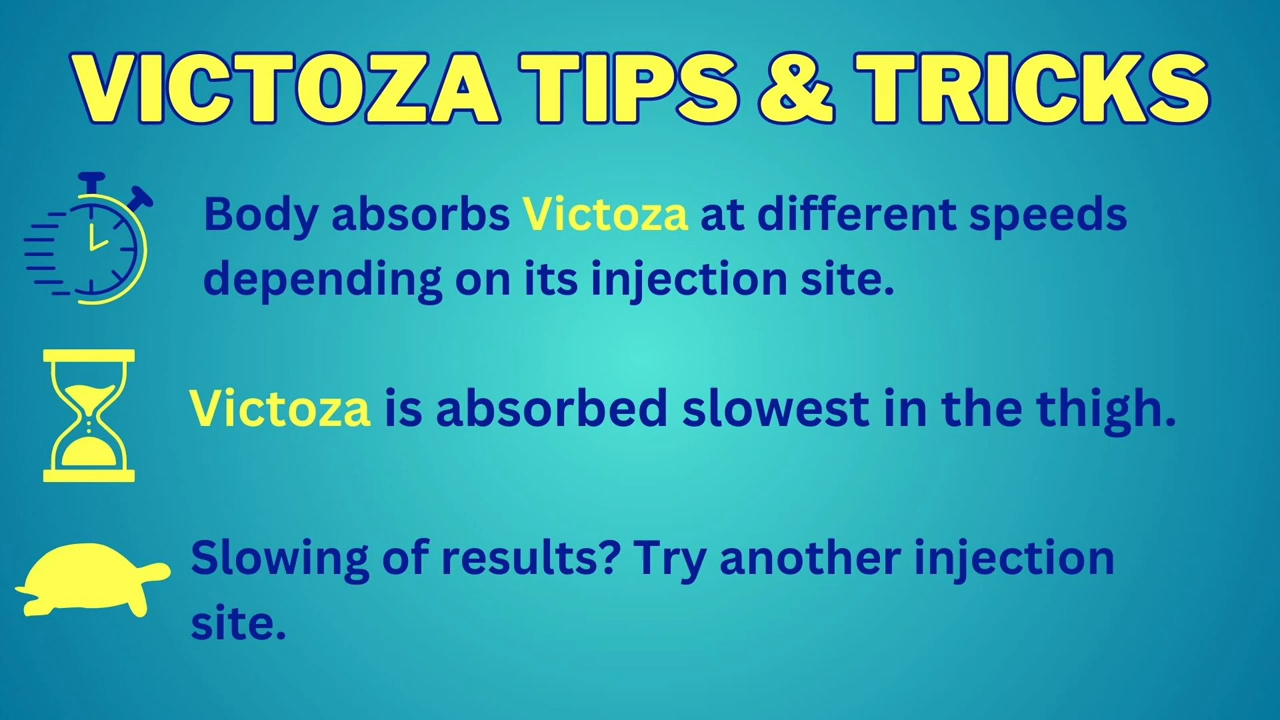 VICTOZA TIPS & TRICKS
Body absorbs Victoza at different speeds
depending on its injection site.
Victoza is absorbed slowest in the thigh.
Slowing of results? Try another injection
site.